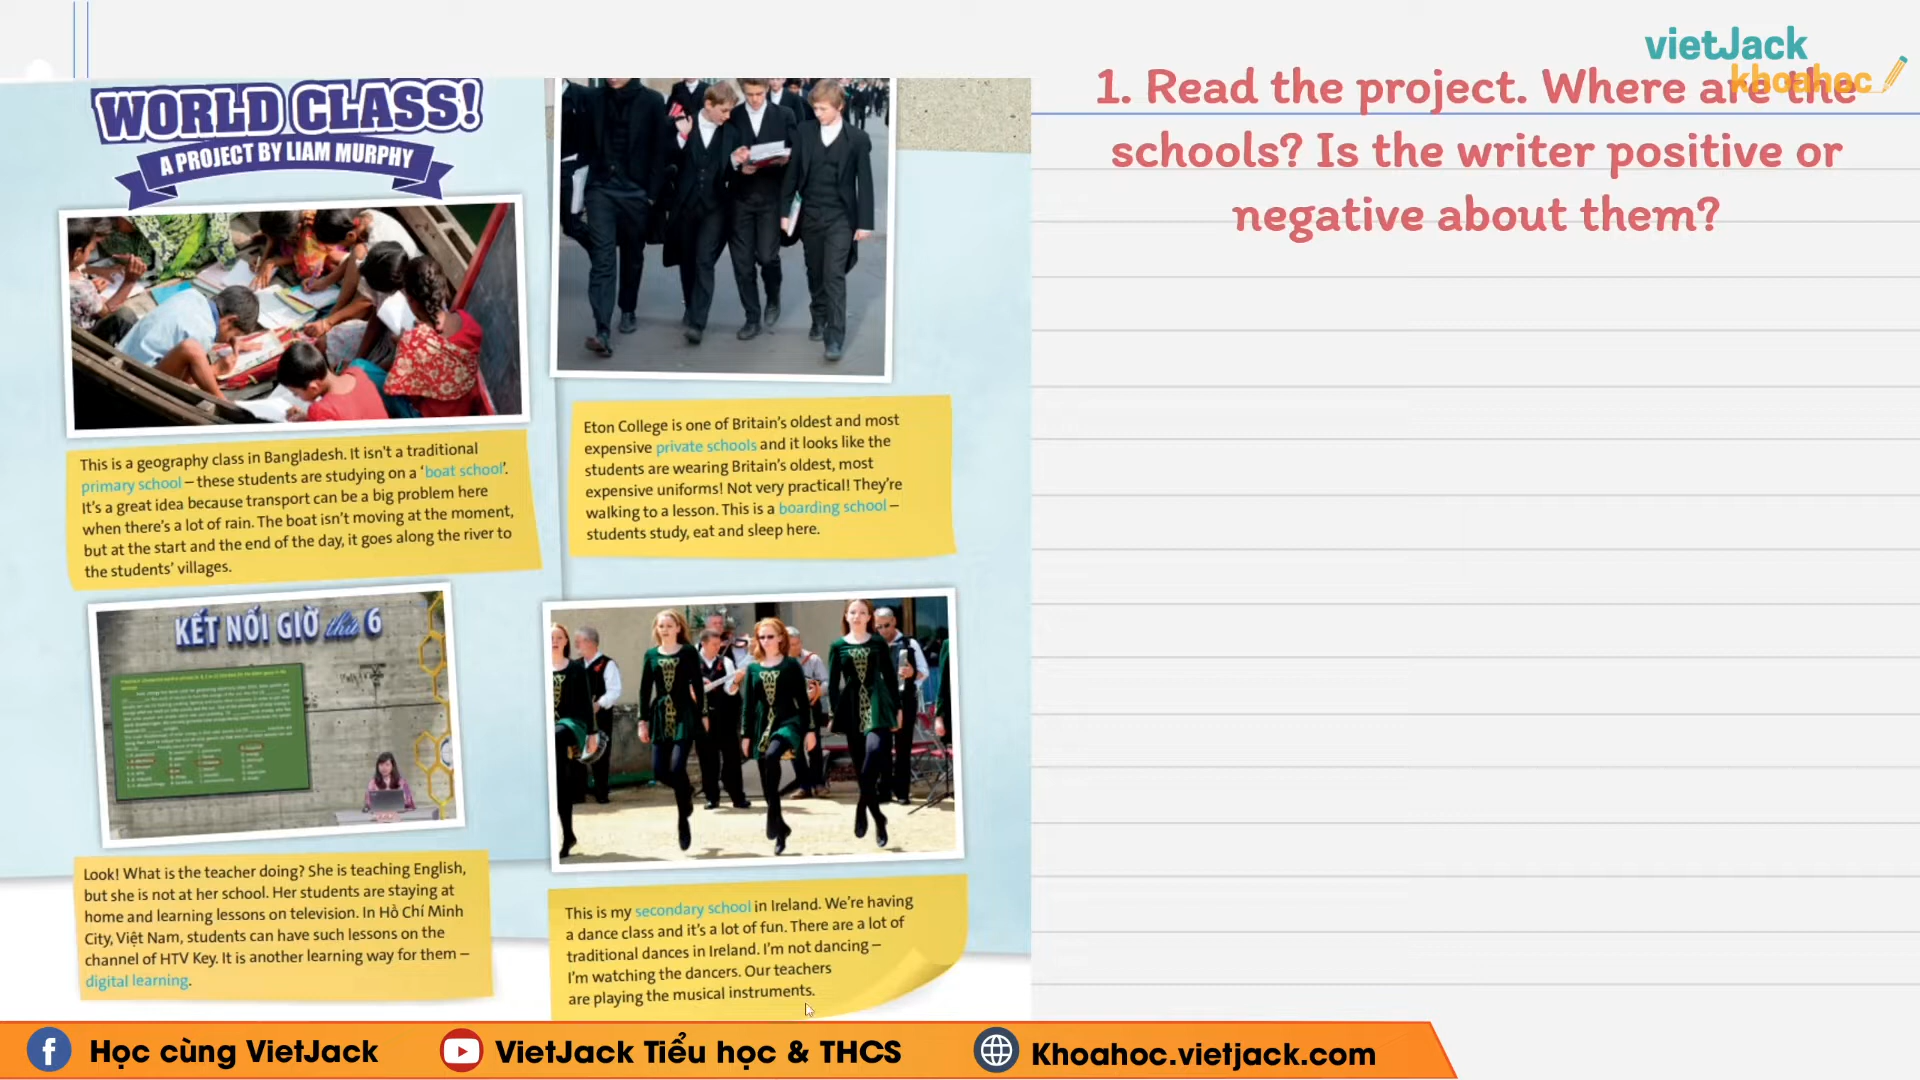 vietJack
khoahoc
1. Read the project. Where are the
schools? Is the writer positive or
negative about them?
WORLD CLASS!
A PROJECT BY LIAM MURPHY
This is a geography class in Bangladesh. It isn't a traditional
primary school – these students are studying on a ‘boat school’.
It's a great idea because transport can be a big problem here
when there's a lot of rain. The boat isn't moving at the moment,
but at the start and the end of the day, it goes along the river to
the students' villages.
Eton College is one of Britain's oldest and most
expensive private schools and it looks like the
students are wearing Britain's oldest, most
expensive uniforms! Not very practical! They're
walking to a lesson. This is a boarding school –
students study, eat and sleep here.
KẾT NỐI GIỜ thứ 6
Look! What is the teacher doing? She is teaching English,
but she is not at her school. Her students are staying at
home and learning lessons on television. In Hồ Chí Minh
City, Việt Nam, students can have such lessons on the
channel of HTV Key. It is another learning way for them –
digital learning.
This is my secondary school in Ireland. We're having
a dance class and it's a lot of fun. There are a lot of
traditional dances in Ireland. I'm not dancing –
I'm watching the dancers. Our teachers
are playing the musical instruments.
Học cùng VietJack
VietJack Tiểu học & THCS
Khoahoc.vietjack.com